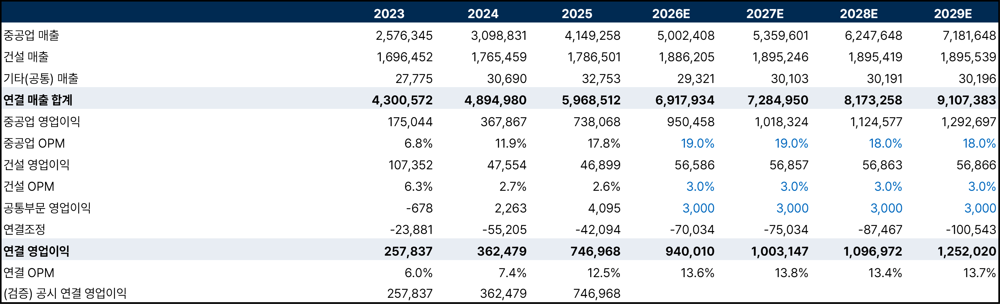 2023 2024 2025 2026E 2027E 2028E 2029E
중공업 매출 2,576,345 3,098,831 4,149,258 5,002,408 5,359,601 6,247,648 7,181,648
건설 매출 1,696,452 1,765,459 1,786,501 1,886,205 1,895,246 1,895,419 1,895,539
기타(공통) 매출 27,775 30,690 32,753 29,321 30,103 30,191 30,196
연결 매출 합계 4,300,572 4,894,980 5,968,512 6,917,934 7,284,950 8,173,258 9,107,383
중공업 영업이익 175,044 367,867 738,068 950,458 1,018,324 1,124,577 1,292,697
중공업 OPM 6.8% 11.9% 17.8% 19.0% 19.0% 18.0% 18.0%
건설 영업이익 107,352 47,554 46,899 56,586 56,857 56,863 56,866
건설 OPM 6.3% 2.7% 2.6% 3.0% 3.0% 3.0% 3.0%
공통부문 영업이익 -678 2,263 4,095 3,000 3,000 3,000 3,000
연결조정 -23,881 -55,205 -42,094 -70,034 -75,034 -87,467 -100,543
연결 영업이익 257,837 362,479 746,968 940,010 1,003,147 1,096,972 1,252,020
연결 OPM 6.0% 7.4% 12.5% 13.6% 13.8% 13.4% 13.7%
(검증) 공시 연결 영업이익 257,837 362,479 746,968